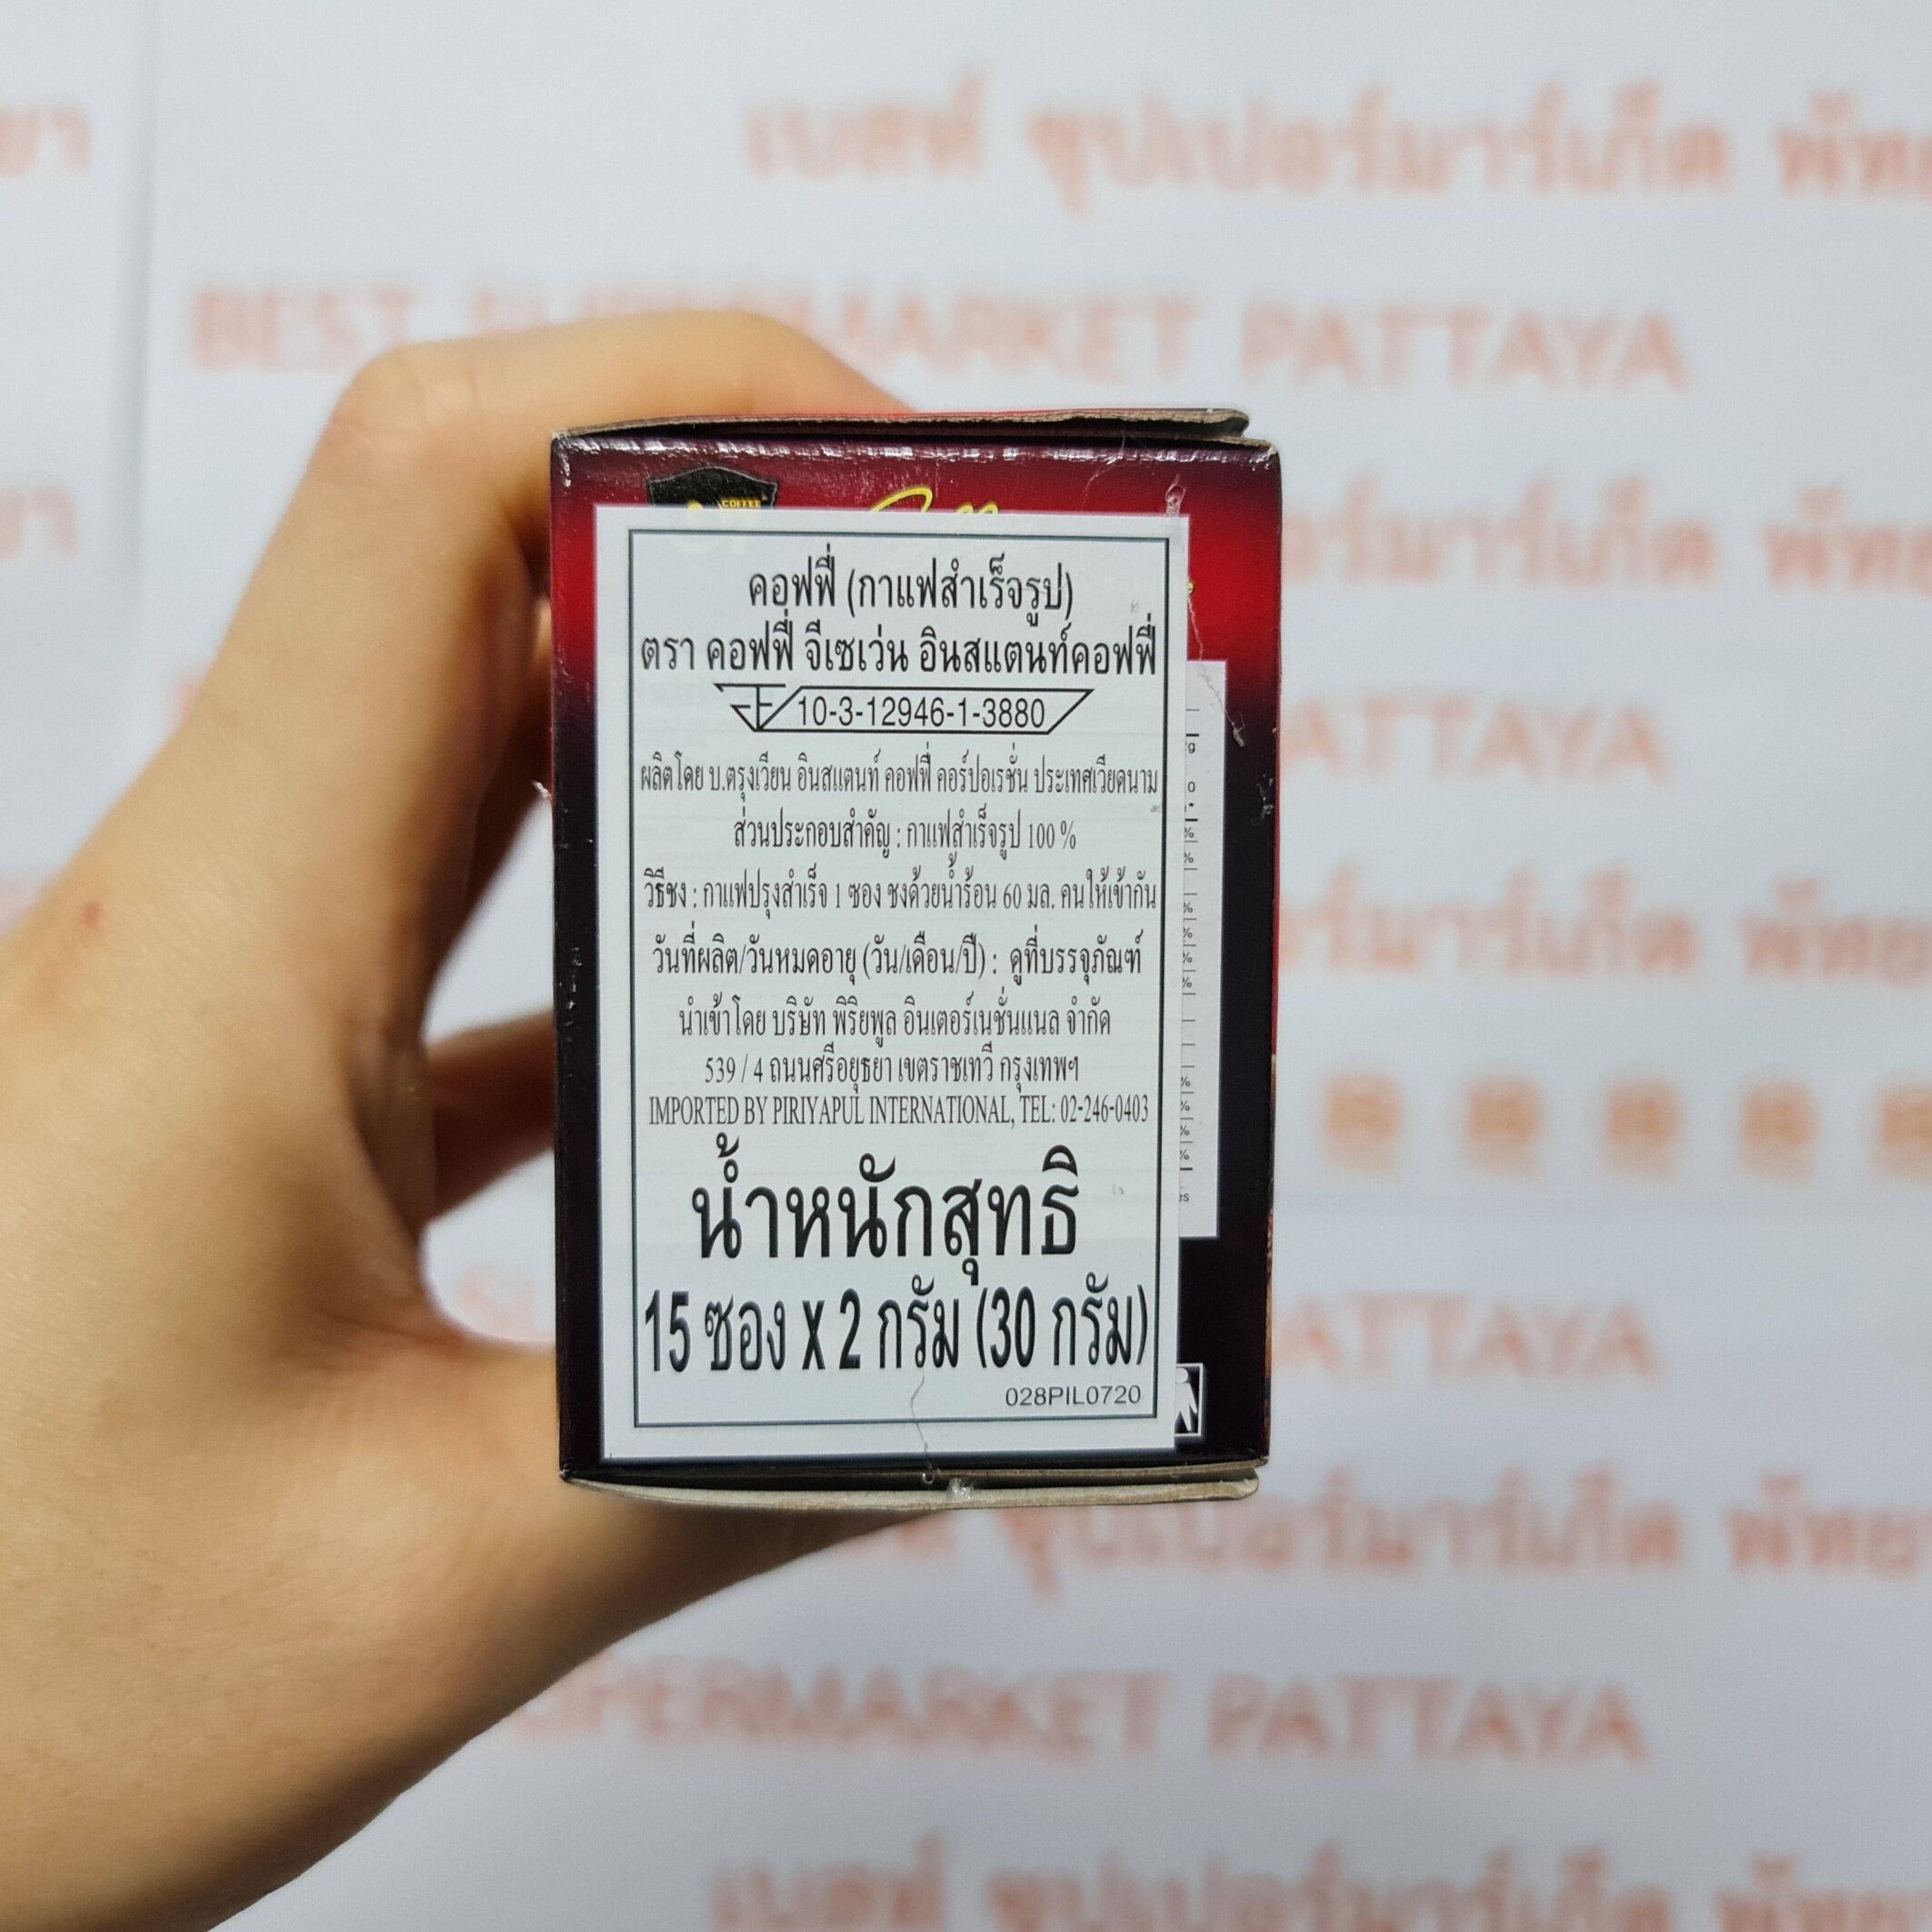 BEST SUPERMARKET PATTAYA
COFFEE
คอฟฟี่ (กาแฟสำเร็จรูป)
ตรา คอฟฟี่ จีเซเว่น อินสแตนท์คอฟฟี่
10-3-12946-1-3880
ผลิตโดย บ.ตรุงเวียน อินสแตนท์ คอฟฟี่ คอร์ปอเรชั่น ประเทศเวียดนาม
ส่วนประกอบสำคัญ : กาแฟสำเร็จรูป 100 %
วิธีชง : กาแฟปรุงสำเร็จ 1 ซอง ชงด้วยน้ำร้อน 60 มล. คนให้เข้ากัน
วันที่ผลิต/วันหมดอายุ (วัน/เดือน/ปี) : ดูที่บรรจุภัณฑ์
นำเข้าโดย บริษัท พิริยพูล อินเตอร์เนชั่นแนล จำกัด
539 / 4 ถนนศรีอยุธยา เขตราชเทวี กรุงเทพฯ
IMPORTED BY PIRIYAPUL INTERNATIONAL, TEL: 02-246-0403
น้ำหนักสุทธิ
15 ซอง x 2 กรัม (30 กรัม)
028PIL0720
PATTAYA
PATTAYA
SUPERMARKET PATTAYA